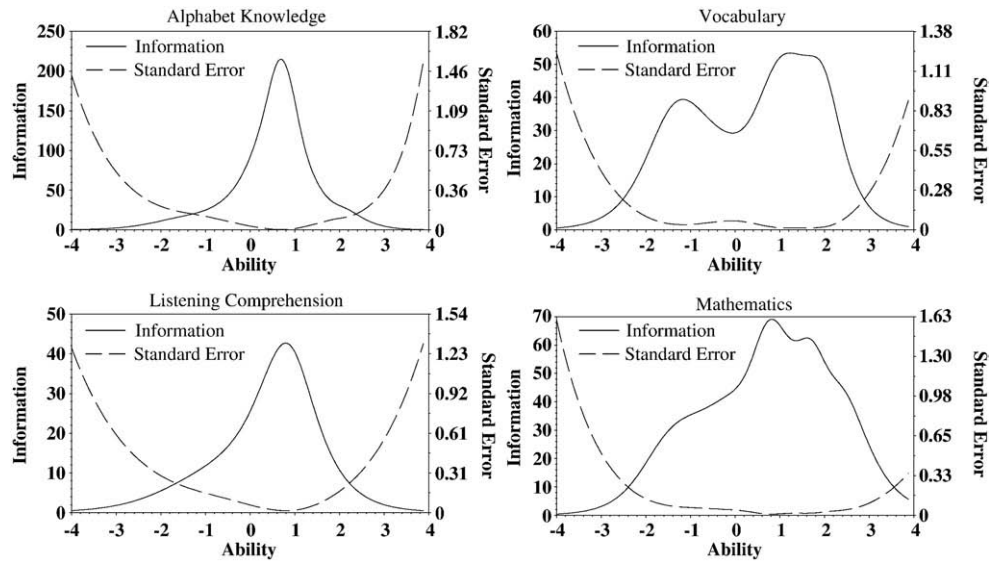 Alphabet Knowledge
Information
Standard Error
250
200
150
100
50
0
1.82
1.46
1.09
0.73
0.36
0
-4 -3 -2 -1 0 1 2 3 4
Information
Standard Error
Ability
Vocabulary
Information
Standard Error
60
50
40
30
20
10
0
1.38
1.11
0.83
0.55
0.28
0
-4 -3 -2 -1 0 1 2 3 4
Information
Standard Error
Ability
Listening Comprehension
Information
Standard Error
50
40
30
20
10
0
1.54
1.23
0.92
0.61
0.31
0
-4 -3 -2 -1 0 1 2 3 4
Information
Standard Error
Ability
Mathematics
Information
Standard Error
70
60
50
40
30
20
10
0
1.63
1.30
0.98
0.65
0.33
0
-4 -3 -2 -1 0 1 2 3 4
Information
Standard Error
Ability